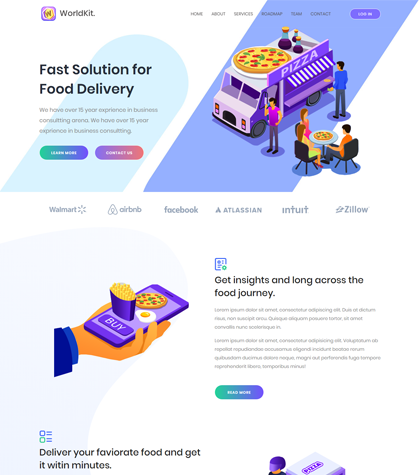 WorldKit.
HOME ABOUT SERVICES ROADMAP TEAM CONTACT LOG IN
PIZZA
Fast Solution for
Food Delivery
We have over 15 year exprience in business
consultting arena. We have over 15 year
exprience in business consultting.
LEARN MORE CONTACT US
Walmart airbnb facebook ATLASSIAN intuit Zillow
BUY
Get insights and long across the
food journey.
Lorem ipsum dolor sit amet, consectetur adipiscing elit. Duis at dictum
risus, non suscipit arcu. Quisque aliquam posuere tortor, sit amet
convallis nunc scelerisque in.
Lorem ipsum dolor sit amet, consectetur adipiscing elit. Voluptatum ab
repellat repudiandae accusamus eligendi incidunt beatae nostrum
quibusdam ducimus dolore neque, magni aut perferendis fuga tempore
reprehenderit libero, temporibus minus!
READ MORE
Deliver your faviorate food and get
it witin minutes.
PIZZA